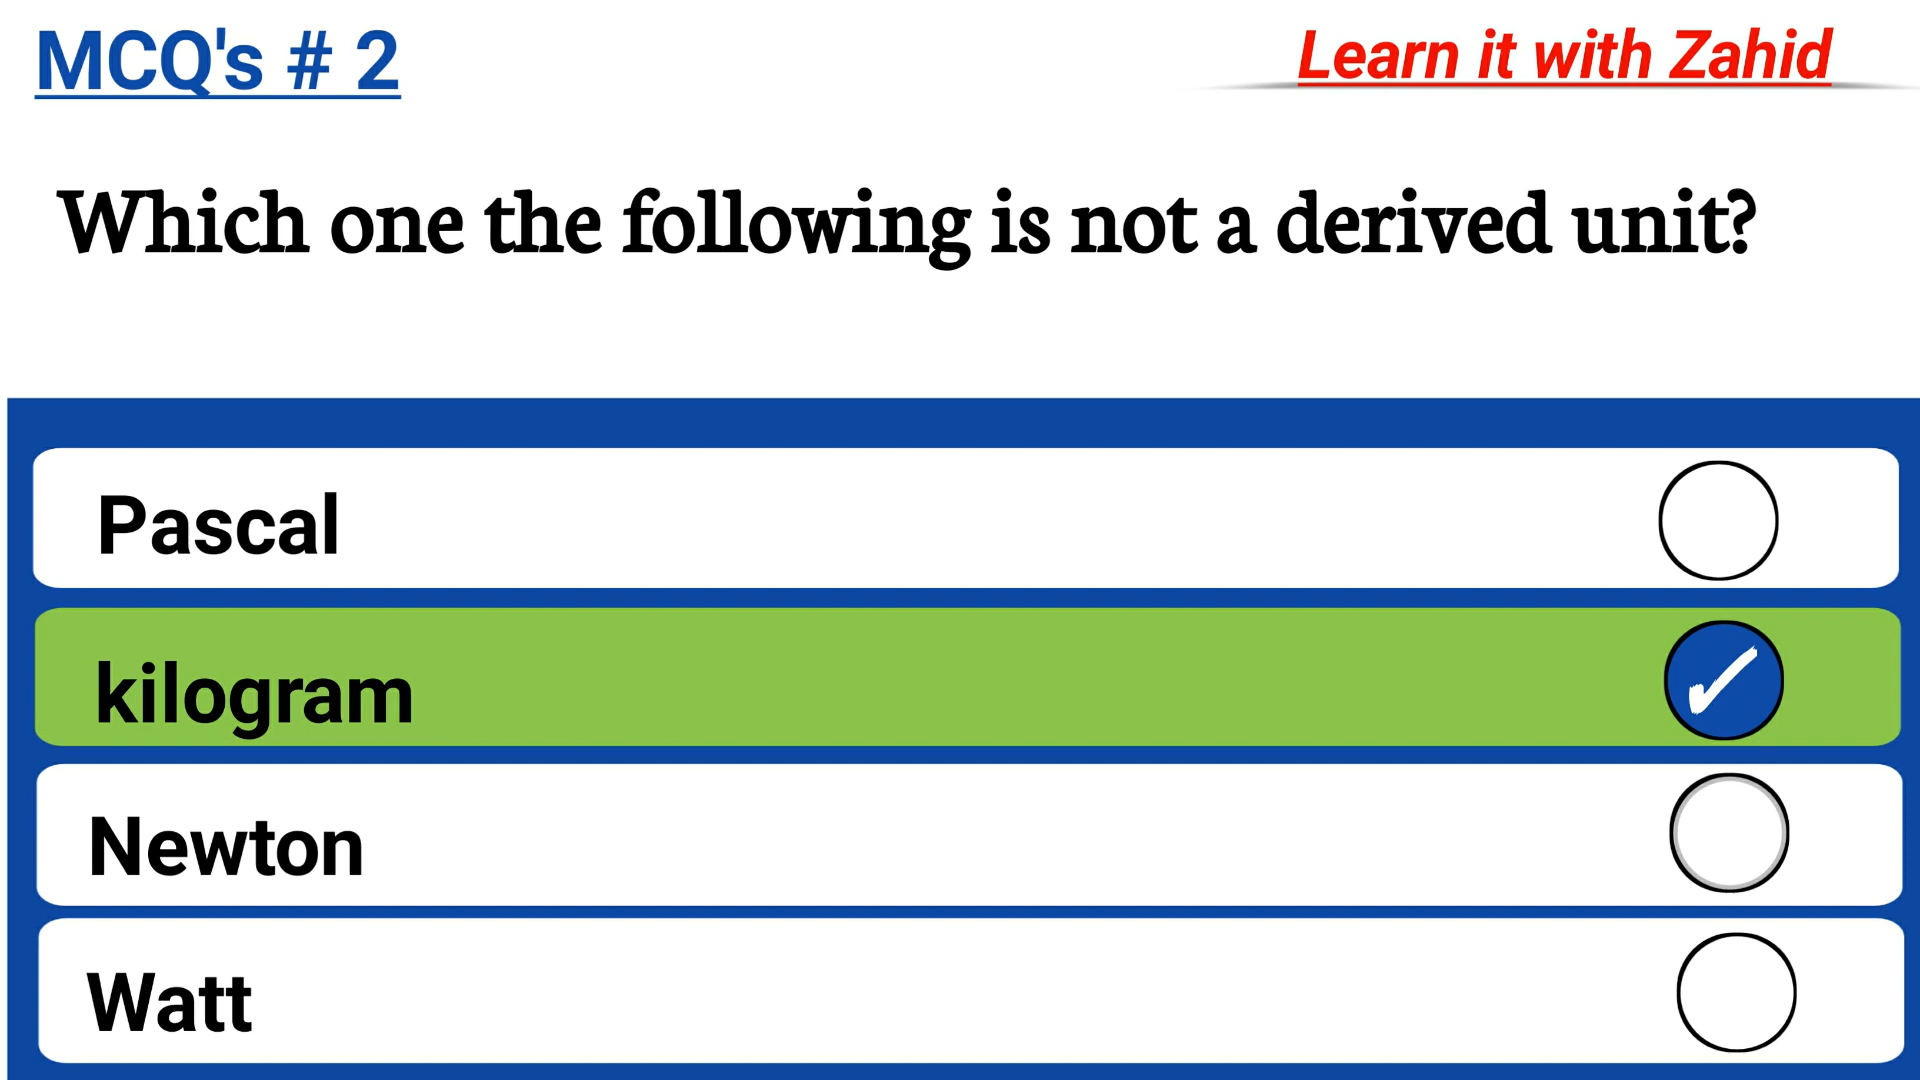 MCQ's # 2
Learn it with Zahid
Which one the following is not a derived unit?
Pascal
kilogram
Newton
Watt